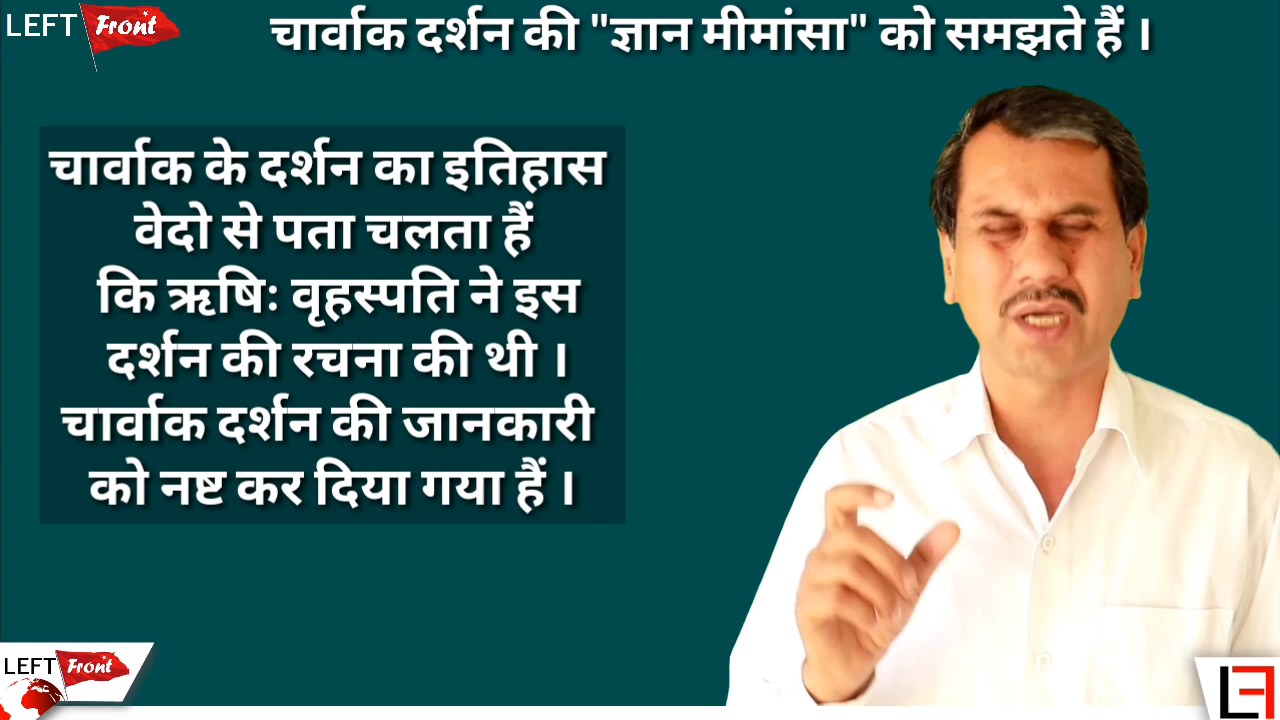 LEFT Front
चार्वाक दर्शन की "ज्ञान मीमांसा" को समझते हैं ।
चार्वाक के दर्शन का इतिहास
वेदो से पता चलता हैं
कि ऋषिः वृहस्पति ने इस
दर्शन की रचना की थी ।
चार्वाक दर्शन की जानकारी
को नष्ट कर दिया गया हैं ।
LEFT Front
LF